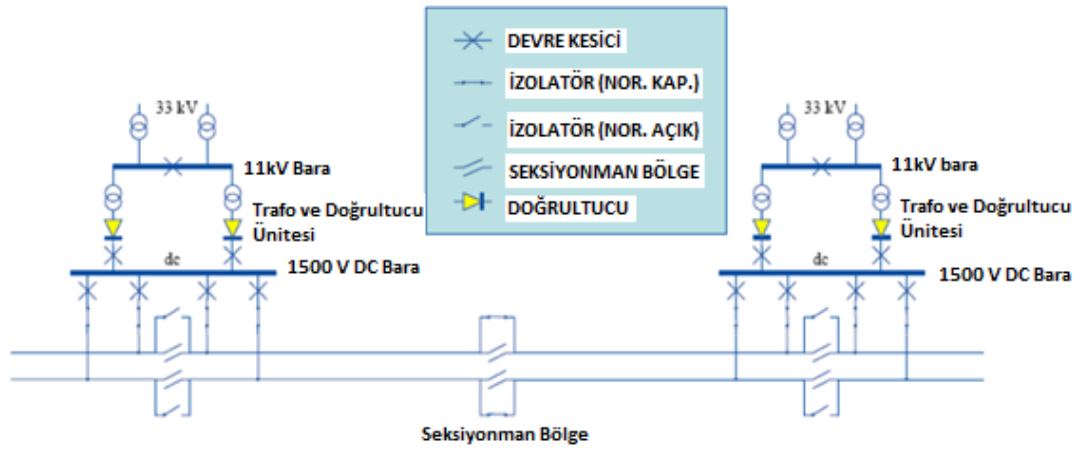 DEVRE KESİCİ
İZOLATÖR (NOR. KAP.)
İZOLATÖR (NOR. AÇIK)
SEKSİYONMAN BÖLGE
DOĞRULTUCU
33 kV
11kV Bara
Trafo ve Doğrultucu
Ünitesi
dc
1500 V DC Bara
33 kV
11kV bara
Trafo ve Doğrultucu
Ünitesi
dc
1500 V DC Bara
Seksiyonman Bölge